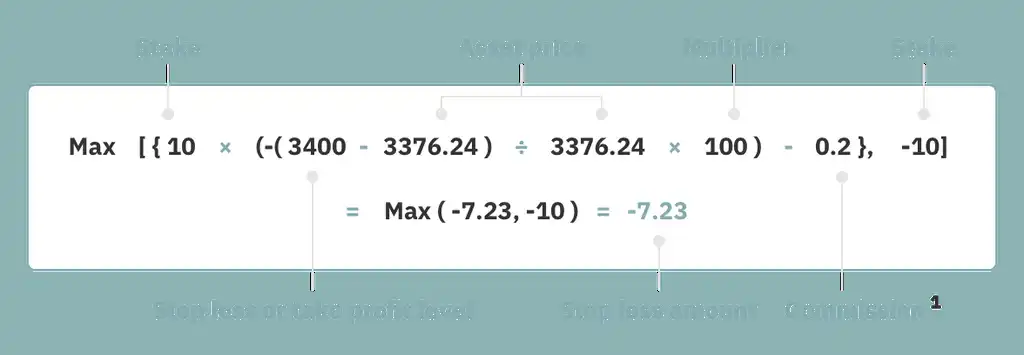 Stake Asset price Multiplier Stake
Max [ { 10 × (-( 3400 - 3376.24 ) ÷ 3376.24 × 100 ) - 0.2 }, -10]
= Max ( -7.23, -10 ) = -7.23
Stop loss or take profit level Stop loss amount Commission 1